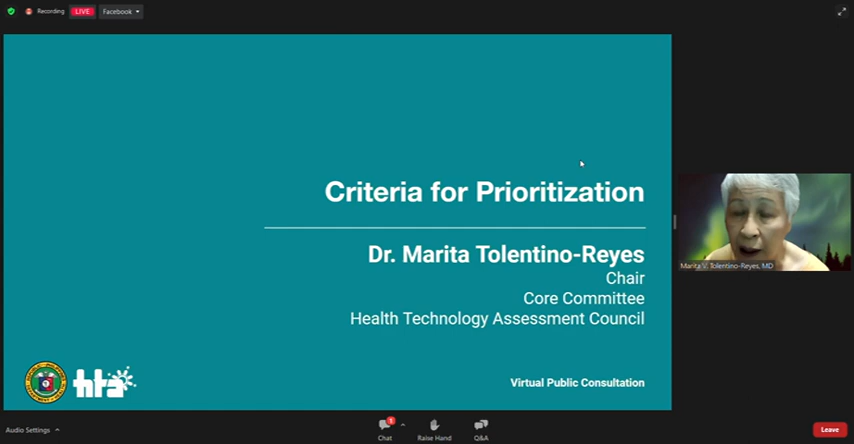 Recording
LIVE
Facebook
Criteria for Prioritization
Dr. Marita Tolentino-Reyes
Chair
Core Committee
Health Technology Assessment Council
Marita V. Tolentino-Reyes, MD
hta
Virtual Public Consultation
Audio Settings
Chat
Raise Hand
Q&A
Leave